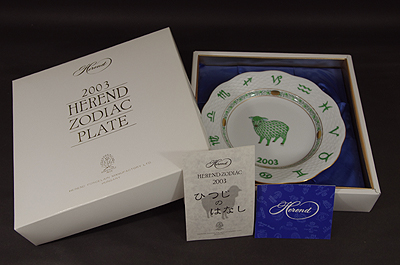 Herend
2003
HEREND
ZODIAC
PLATE
2003
Herend
HEREND ZODIAC
2003
ひつじ
の
はなし
Herend